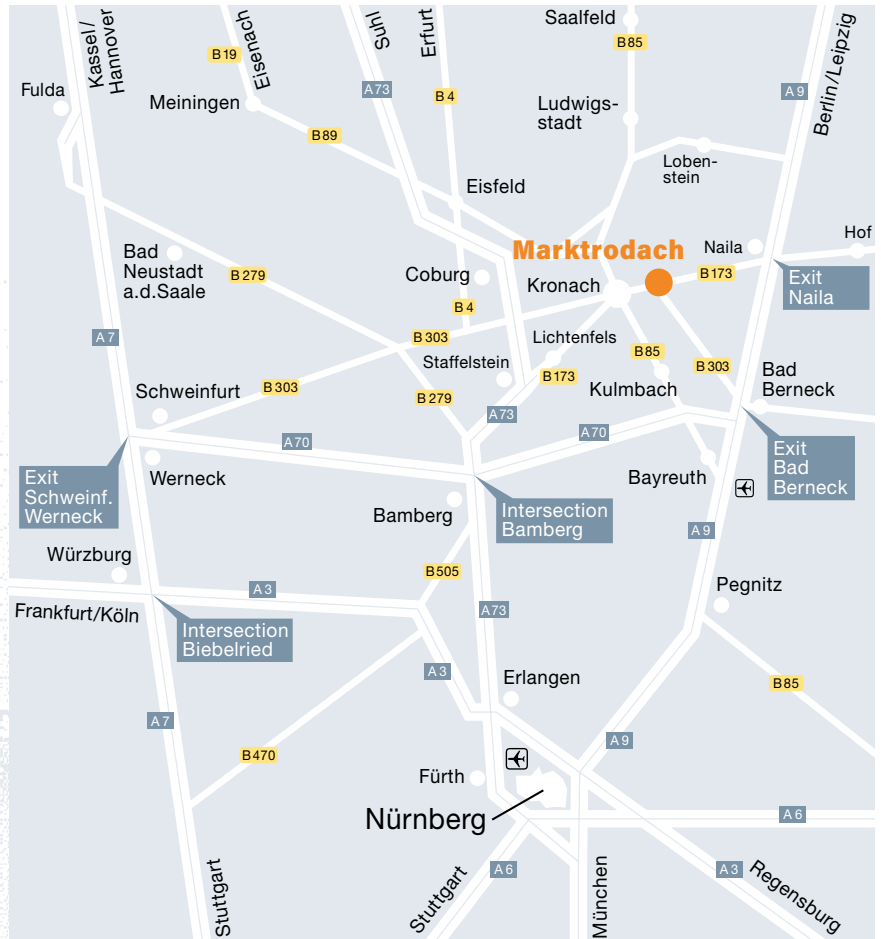 Kassel/
Hannover
B19
Eisenach
Suhl
Erfurt
Saalfeld
B85
Berlin/Leipzig
Fulda
Meiningen
A73
B4
A9
Ludwigs-
stadt
B89
Loben-
stein
Eisfeld
Bad
Neustadt
a.d.Saale
B279
Coburg
Marktrodach
Kronach
Naila
Hof
B173
Exit
Naila
B4
A7
B303
Lichtenfels
B85
Staffelstein
B173
B303
Kulmbach
Bad
Berneck
Schweinfurt
B303
B279
A73
A70
A70
Exit
Schweinf.
Werneck
Werneck
Bayreuth
Exit
Bad
Berneck
Bamberg
Intersection
Bamberg
A9
Würzburg
B505
A3
A73
Pegnitz
Frankfurt/Köln
Intersection
Biebelried
A3
Erlangen
B85
A7
B470
A9
Fürth
Nürnberg
A6
Stuttgart
Stuttgart
A6
München
A3
Regensburg